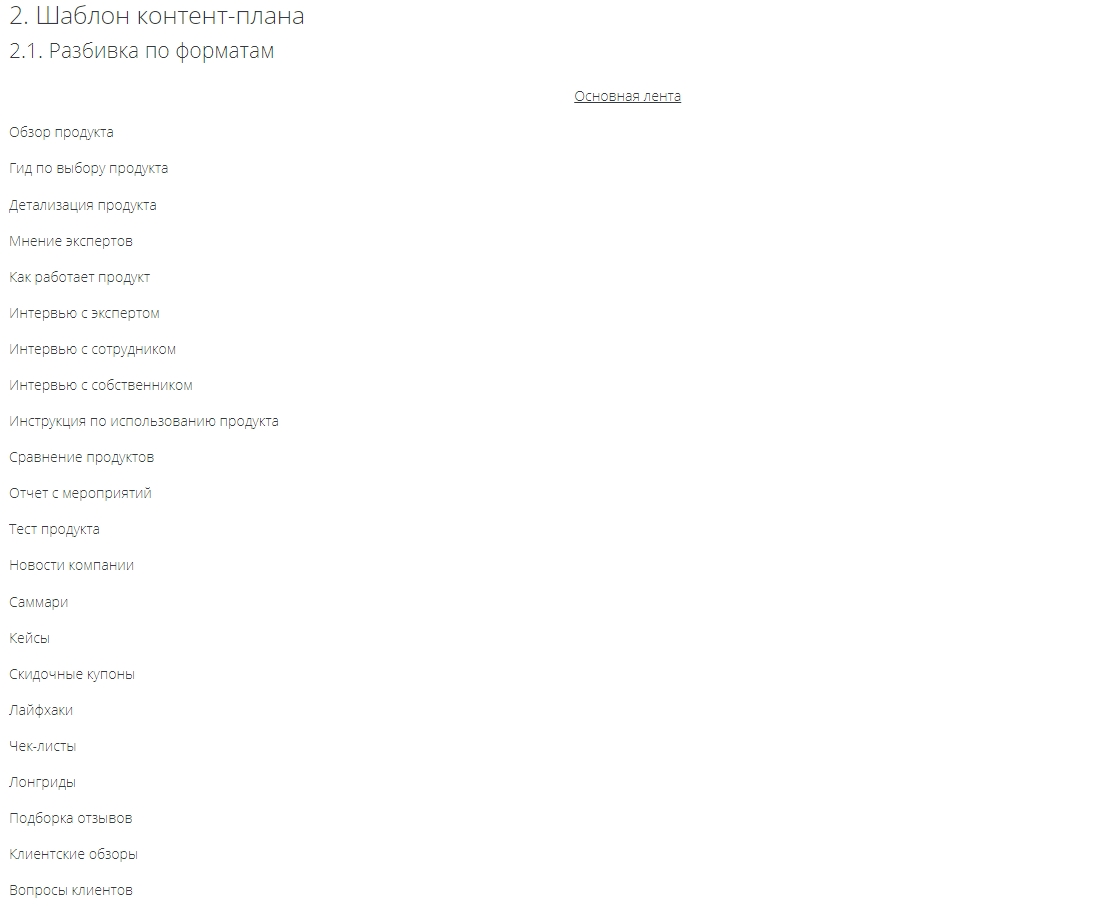 2. Шаблон контент-плана
2.1. Разбивка по форматам
Основная лента
Обзор продукта
Гид по выбору продукта
Детализация продукта
Мнение экспертов
Как работает продукт
Интервью с экспертом
Интервью с сотрудником
Интервью с собственником
Инструкция по использованию продукта
Сравнение продуктов
Отчет с мероприятий
Тест продукта
Новости компании
Саммари
Кейсы
Скидочные купоны
Лайфхаки
Чек-листы
Лонгриды
Подборка отзывов
Клиентские обзоры
Вопросы клиентов